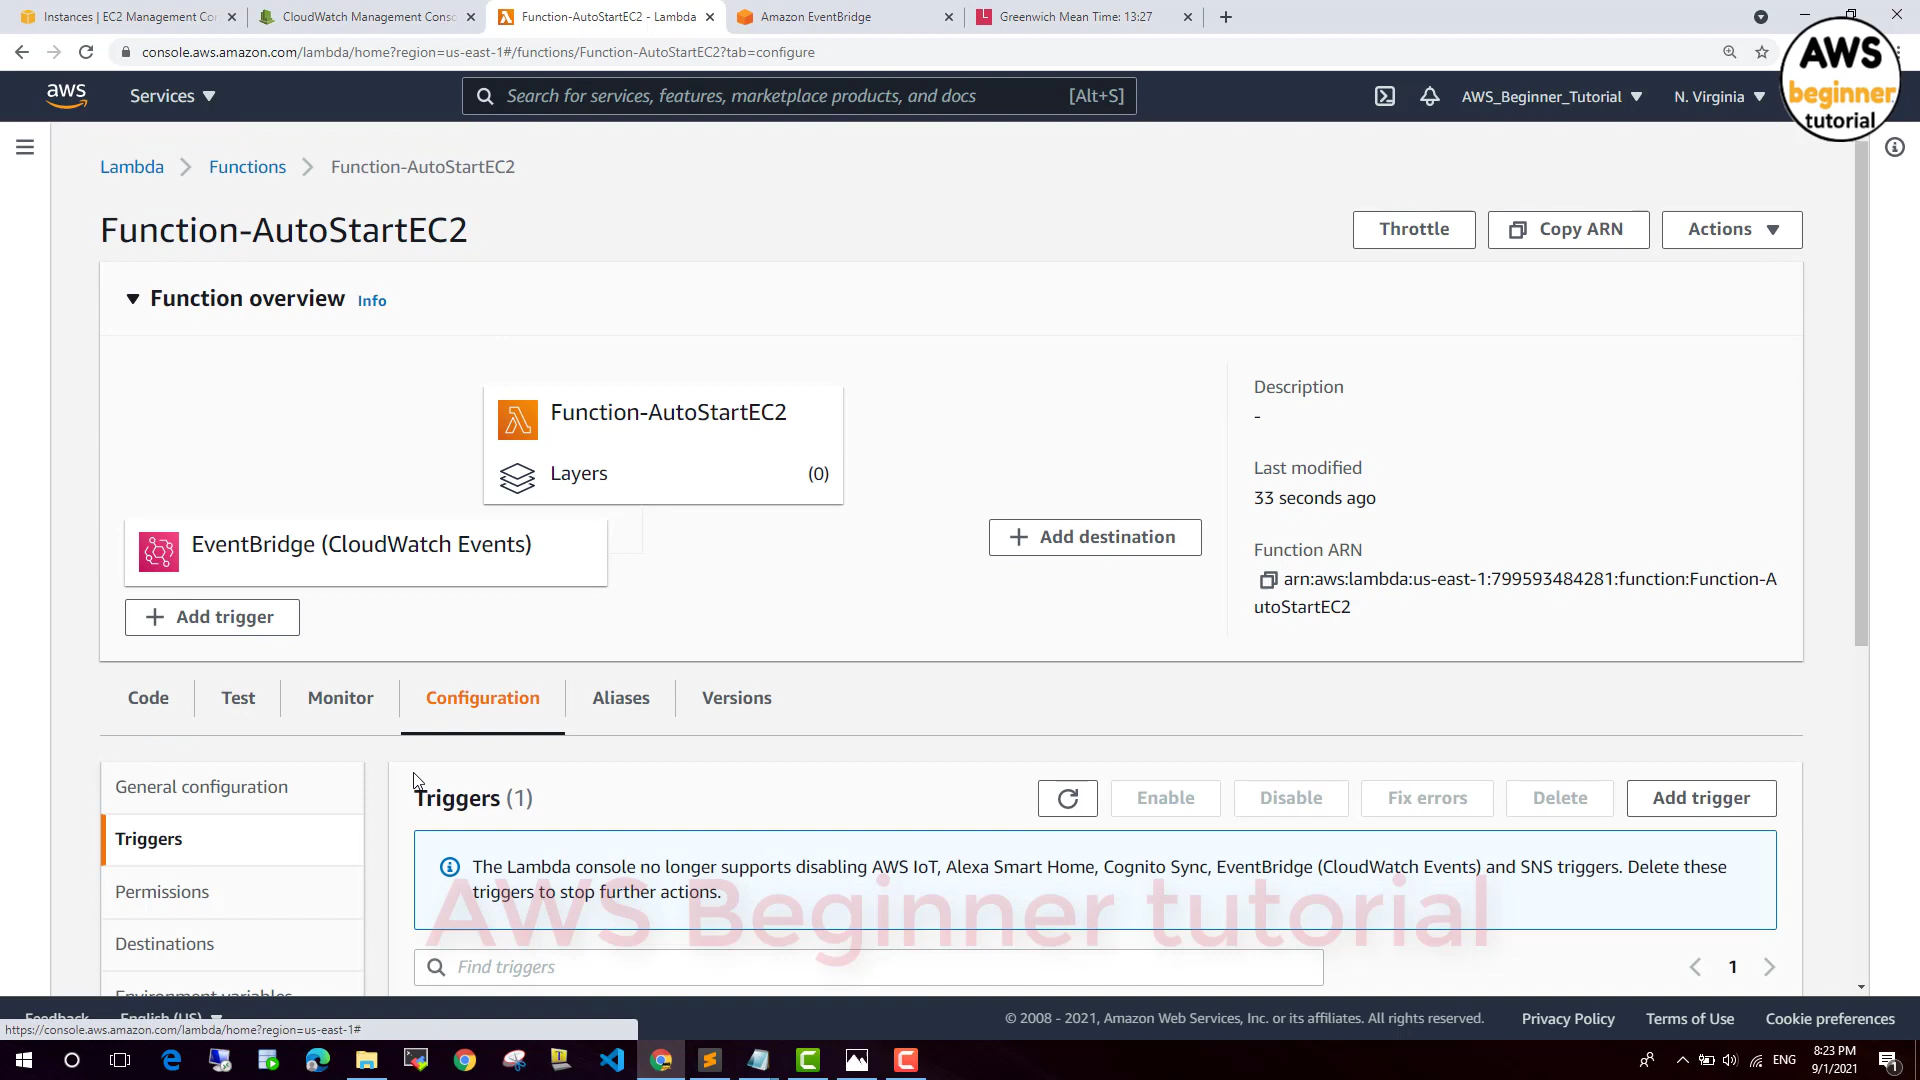 Instances | EC2 Management Co
CloudWatch Management Conso
Function-AutoStartEC2 - Lambda
Amazon EventBridge
Greenwich Mean Time: 13:27
console.aws.amazon.com/lambda/home?region=us-east-1#/functions/Function-AutoStartEC2?tab=configure
AWS
beginner
tutorial
aws
Services
Search for services, features, marketplace products, and docs
[Alt+S]
AWS_Beginner_Tutorial
N. Virginia
Lambda
Functions
Function-AutoStartEC2
Function-AutoStartEC2
Throttle
Copy ARN
Actions
Function overview
Info
Function-AutoStartEC2
Layers
(0)
EventBridge (CloudWatch Events)
+ Add trigger
+ Add destination
Description
-
Last modified
33 seconds ago
Function ARN
arn:aws:lambda:us-east-1:799593484281:function:Function-A
utoStartEC2
Code
Test
Monitor
Configuration
Aliases
Versions
General configuration
Triggers
Permissions
Destinations
Environment variables
Triggers (1)
Enable
Disable
Fix errors
Delete
Add trigger
The Lambda console no longer supports disabling AWS IoT, Alexa Smart Home, Cognito Sync, EventBridge (CloudWatch Events) and SNS triggers. Delete these
triggers to stop further actions.
AWS Beginner tutorial
Find triggers
1
Feedback
English (US)
© 2008 - 2021, Amazon Web Services, Inc. or its affiliates. All rights reserved.
Privacy Policy
Terms of Use
Cookie preferences
https://console.aws.amazon.com/lambda/home?region=us-east-1#
ENG
8:23 PM
9/1/2021
1